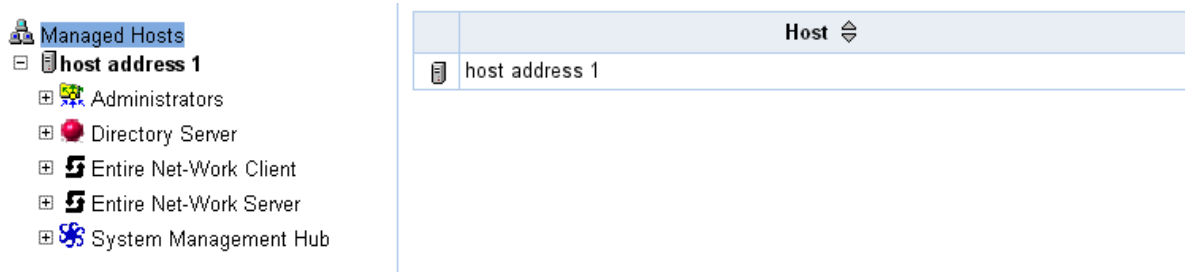 Managed Hosts
host address 1
Administrators
Directory Server
Entire Net-Work Client
Entire Net-Work Server
System Management Hub
Host
host address 1